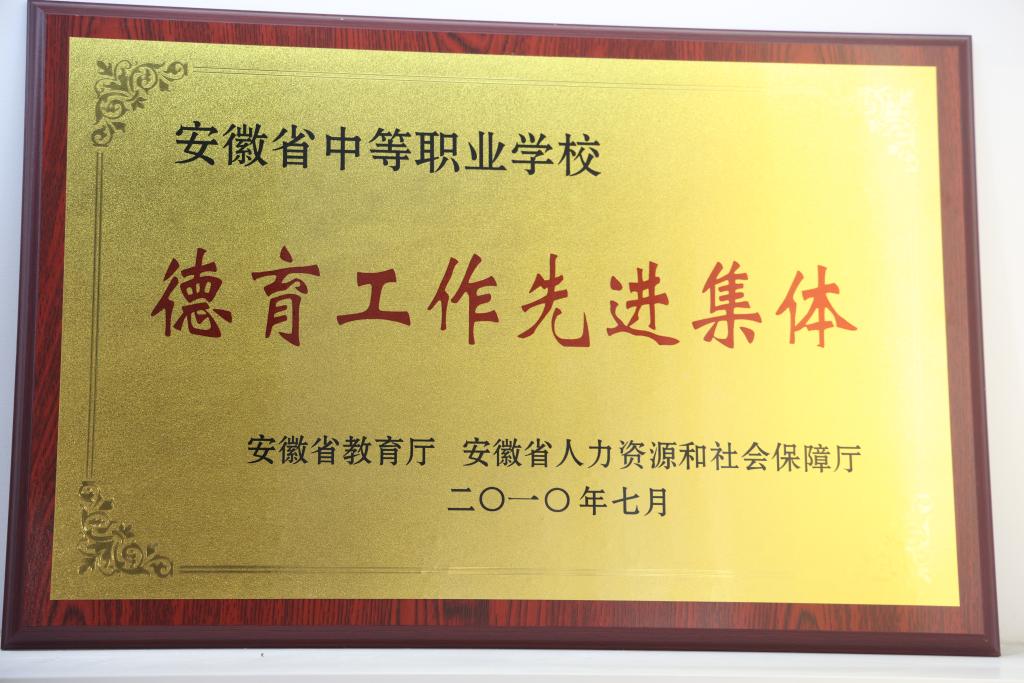 安徽省中等职业学校
德育工作先进集体
安徽省教育厅 安徽省人力资源和社会保障厅
二〇一〇年七月